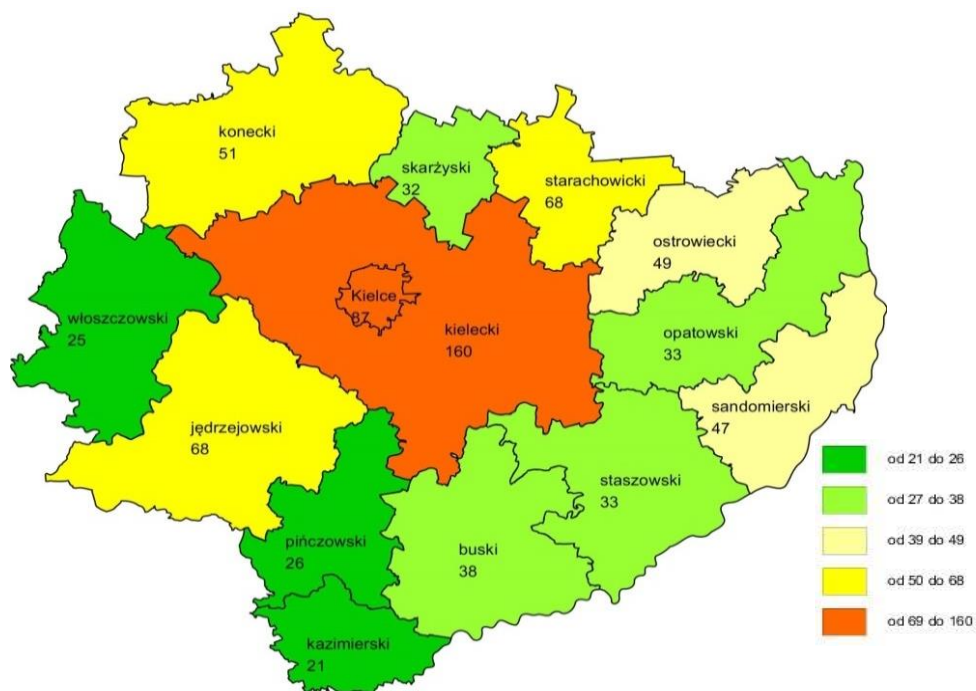 konecki
51
skarżyski
32
starachowicki
68
ostrowiecki
49
włoszczowski
25
Kielce
87
kielecki
160
opatowski
33
sandomierski
47
jędrzejowski
68
staszowski
33
pińczowski
26
buski
38
kazimierski
21
od 21 do 26
od 27 do 38
od 39 do 49
od 50 do 68
od 69 do 160